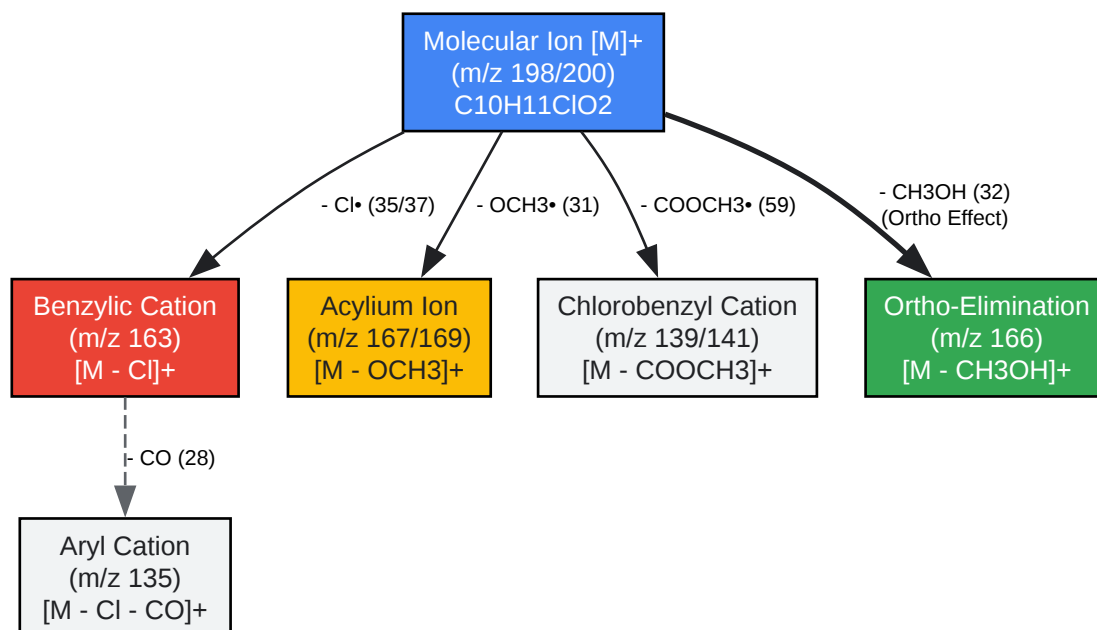 Molecular Ion [M]+
(m/z 198/200)
C10H11ClO2
- Cl• (35/37)
- OCH3• (31)
- COOCH3• (59)
- CH3OH (32)
(Ortho Effect)
Benzylic Cation
(m/z 163)
[M - Cl]+
Acylium Ion
(m/z 167/169)
[M - OCH3]+
Chlorobenzyl Cation
(m/z 139/141)
[M - COOCH3]+
Ortho-Elimination
(m/z 166)
[M - CH3OH]+
- CO (28)
Aryl Cation
(m/z 135)
[M - Cl - CO]+